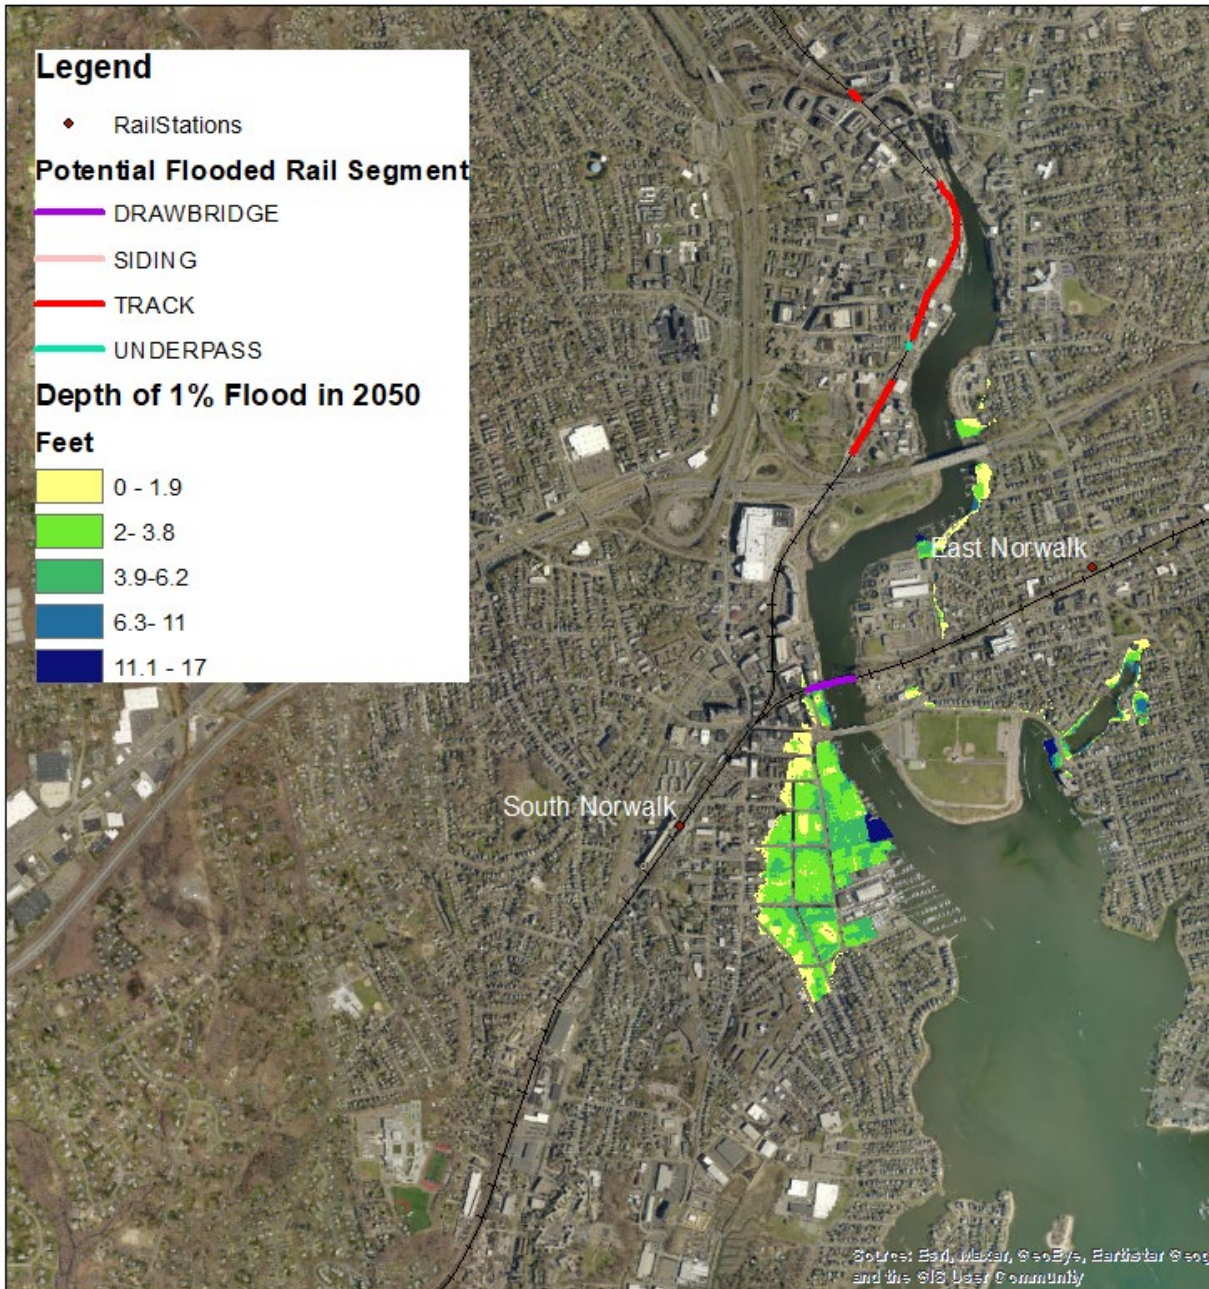 Legend
RailStations
Potential Flooded Rail Segment
DRAWBRIDGE
SIDING
TRACK
UNDERPASS
Depth of 1% Flood in 2050
Feet
0 - 1.9
2- 3.8
3.9-6.2
6.3- 11
11.1 - 17
East Norwalk
South Norwalk
Source: Esri, Maxar, GeoEye, Earthstar Geog
and the GIS User Community